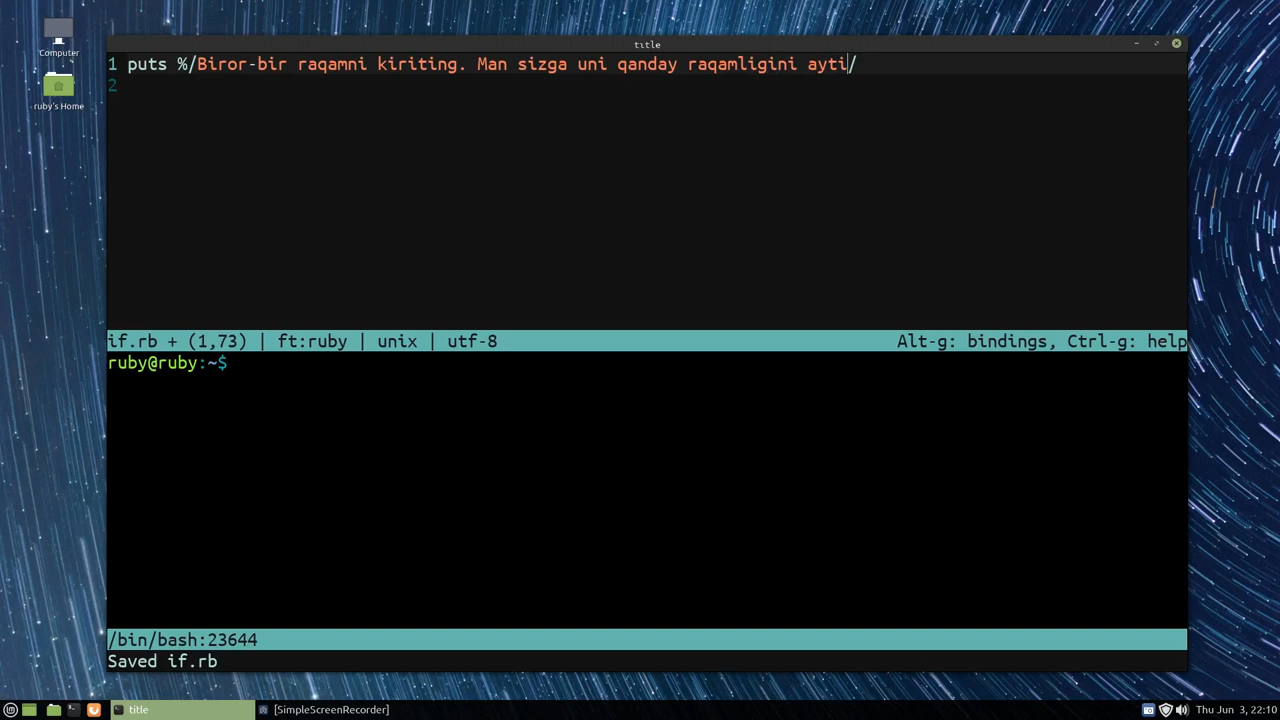 Computer
ruby's Home
title
1 puts %/Biror-bir raqamni kiriting. Man sizga uni qanday raqamligini ayti/
2
if.rb + (1,73) | ft:ruby | unix | utf-8 Alt-g: bindings, Ctrl-g: help
ruby@ruby:~$
/bin/bash:23644
Saved if.rb
title [SimpleScreenRecorder] Thu Jun 3, 22:10